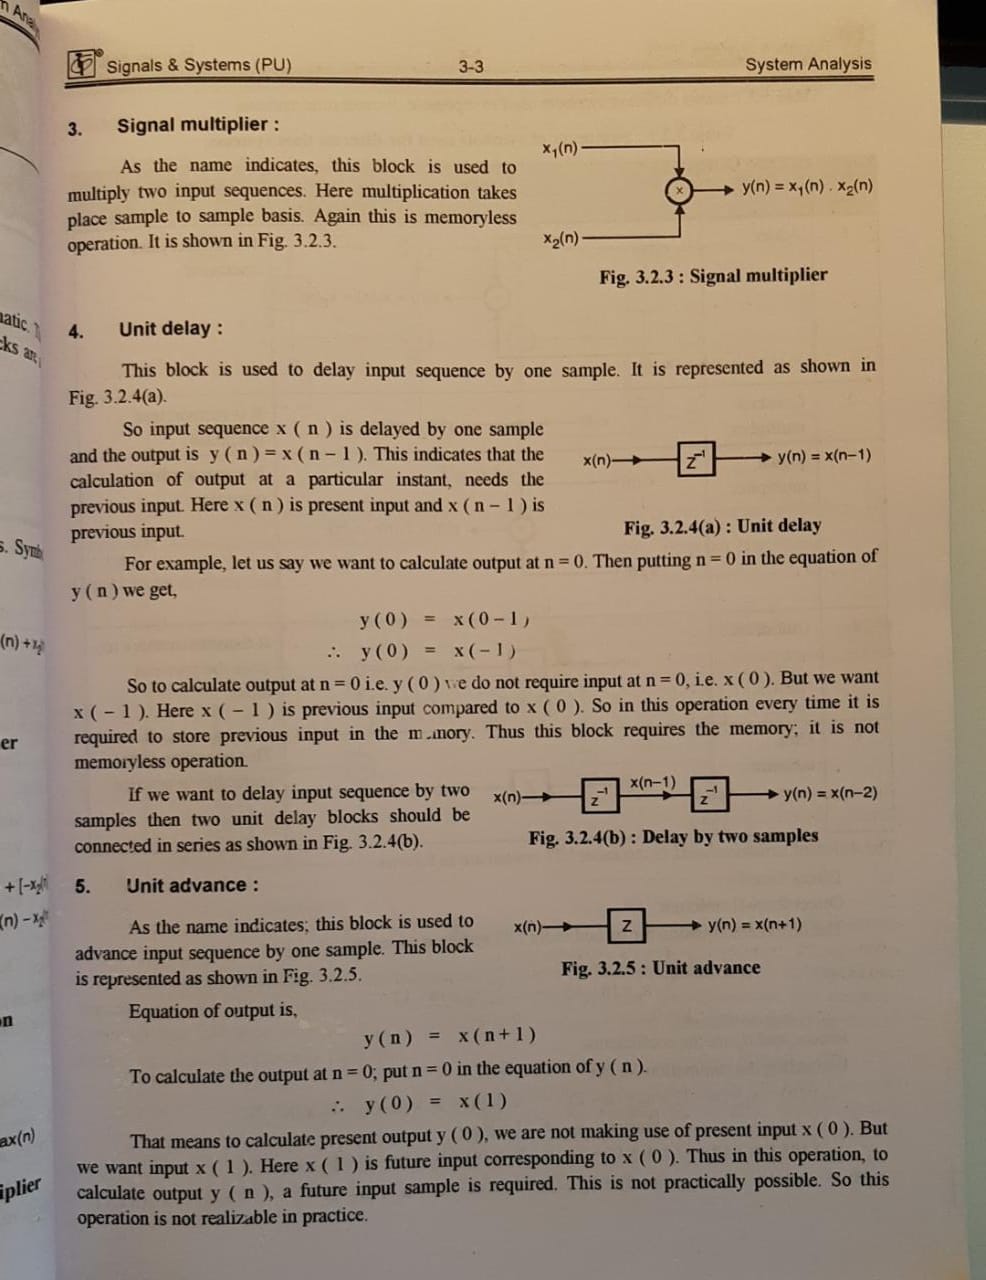 Signals & Systems (PU) 3-3 System Analysis
3. Signal multiplier :
As the name indicates, this block is used to
multiply two input sequences. Here multiplication takes
place sample to sample basis. Again this is memoryless
operation. It is shown in Fig. 3.2.3.
x₁(n)
×
y(n) = x₁(n) . x₂(n)
x₂(n)
Fig. 3.2.3 : Signal multiplier
4. Unit delay :
This block is used to delay input sequence by one sample. It is represented as shown in
Fig. 3.2.4(a).
So input sequence x ( n ) is delayed by one sample
and the output is y ( n ) = x ( n – 1 ). This indicates that the
calculation of output at a particular instant, needs the
previous input. Here x ( n ) is present input and x ( n – 1 ) is
previous input.
x(n) z⁻¹ y(n) = x(n–1)
Fig. 3.2.4(a) : Unit delay
For example, let us say we want to calculate output at n = 0. Then putting n = 0 in the equation of
y ( n ) we get,
y ( 0 ) = x ( 0 – 1 )
∴ y ( 0 ) = x ( – 1 )
So to calculate output at n = 0 i.e. y ( 0 ) we do not require input at n = 0, i.e. x ( 0 ). But we want
x ( – 1 ). Here x ( – 1 ) is previous input compared to x ( 0 ). So in this operation every time it is
required to store previous input in the memory. Thus this block requires the memory; it is not
memoryless operation.
If we want to delay input sequence by two
samples then two unit delay blocks should be
connected in series as shown in Fig. 3.2.4(b).
x(n) z⁻¹ x(n–1) z⁻¹ y(n) = x(n–2)
Fig. 3.2.4(b) : Delay by two samples
5. Unit advance :
As the name indicates; this block is used to
advance input sequence by one sample. This block
is represented as shown in Fig. 3.2.5.
x(n) z y(n) = x(n+1)
Fig. 3.2.5 : Unit advance
Equation of output is,
y ( n ) = x ( n + 1 )
To calculate the output at n = 0; put n = 0 in the equation of y ( n ).
∴ y ( 0 ) = x ( 1 )
That means to calculate present output y ( 0 ), we are not making use of present input x ( 0 ). But
we want input x ( 1 ). Here x ( 1 ) is future input corresponding to x ( 0 ). Thus in this operation, to
calculate output y ( n ), a future input sample is required. This is not practically possible. So this
operation is not realizable in practice.